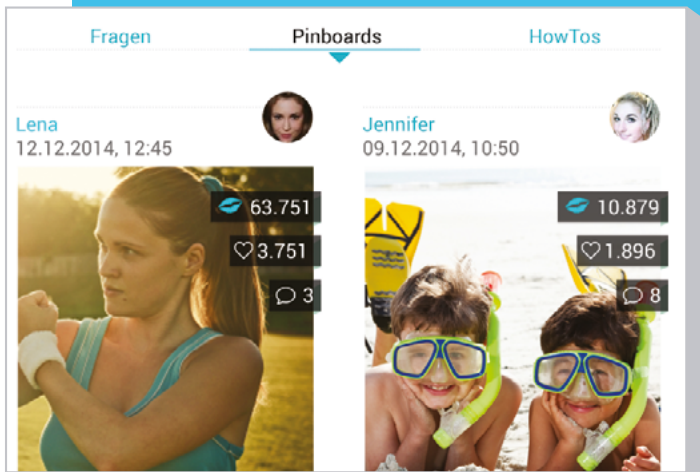 Fragen Pinboards HowTos
Lena
12.12.2014, 12:45
63.751
3.751
3
Jennifer
09.12.2014, 10:50
10.879
1.896
8